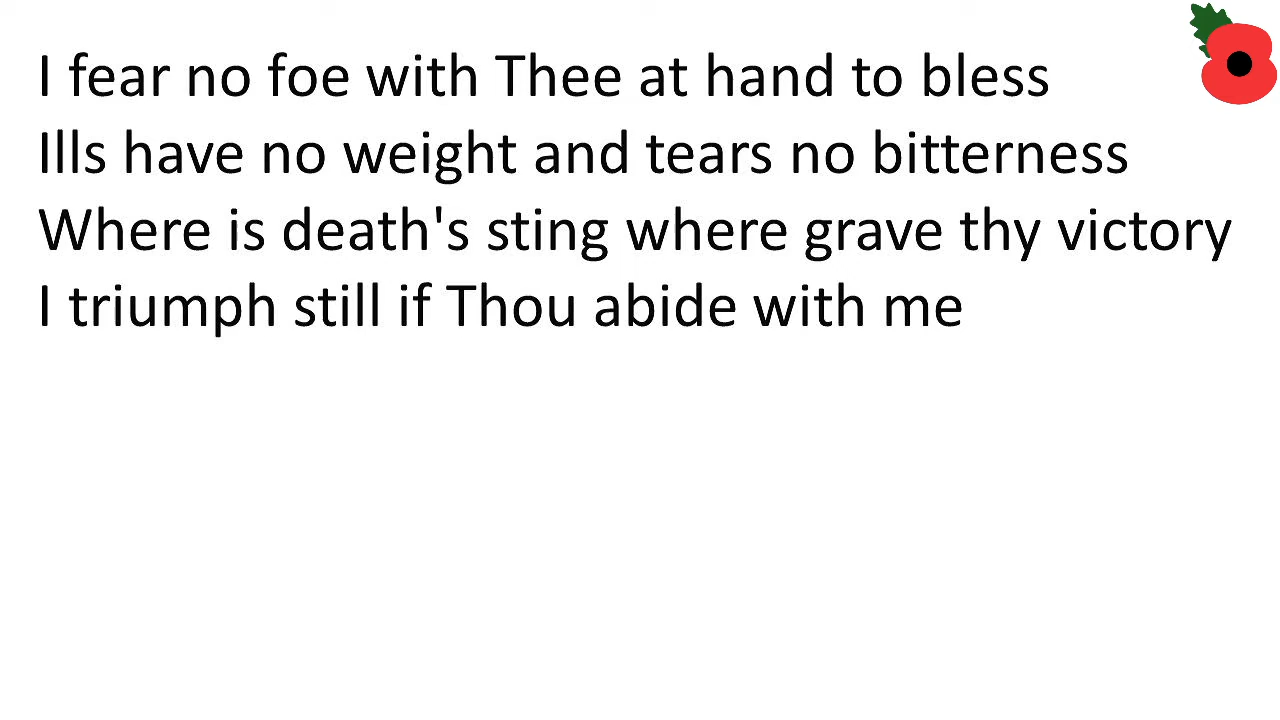 I fear no foe with Thee at hand to bless
Ills have no weight and tears no bitterness
Where is death's sting where grave thy victory
I triumph still if Thou abide with me